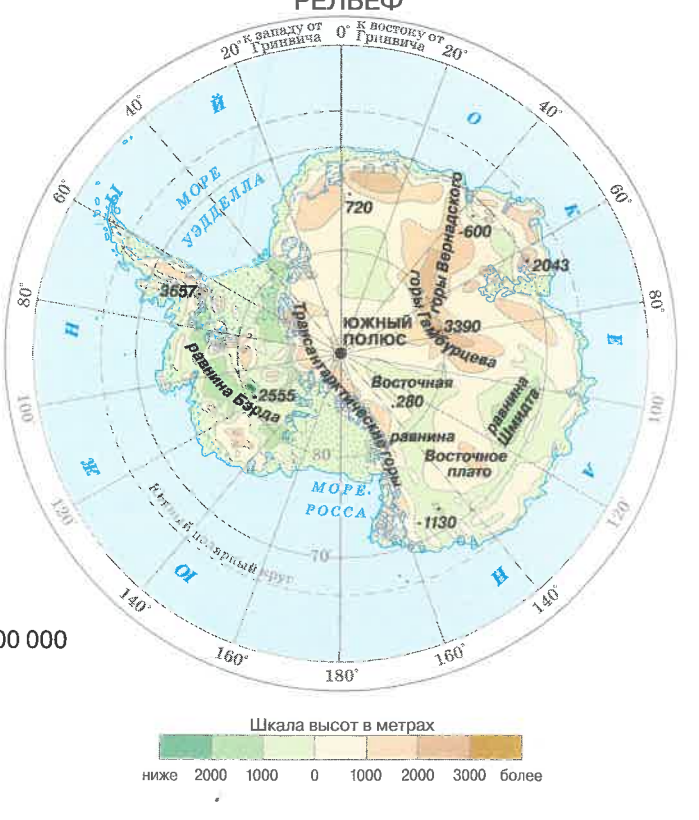 РЕЛЬЕФ
20° к западу от Гринвича 0° к востоку от Гринвича 20°
40°
40°
60°
60°
80°
80°
100°
100°
120°
120°
140°
140°
160°
160°
180°
Ю Ж Н Ы Й
О К Е А Н
МОРЕ
УЭДДЕЛЛА
720
горы Вернадского
-600
2043
3657
горы Гамбурцева
3390
Трансантарктические горы
ЮЖНЫЙ
ПОЛЮС
равнина Бэрда
-2555
Восточная
280
равнина
равнина
Шмидта
Восточное
плато
80
МОРЕ
РОССА
-1130
70°
Южный полярный круг
00 000
Шкала высот в метрах
ниже 2000 1000 0 1000 2000 3000 более